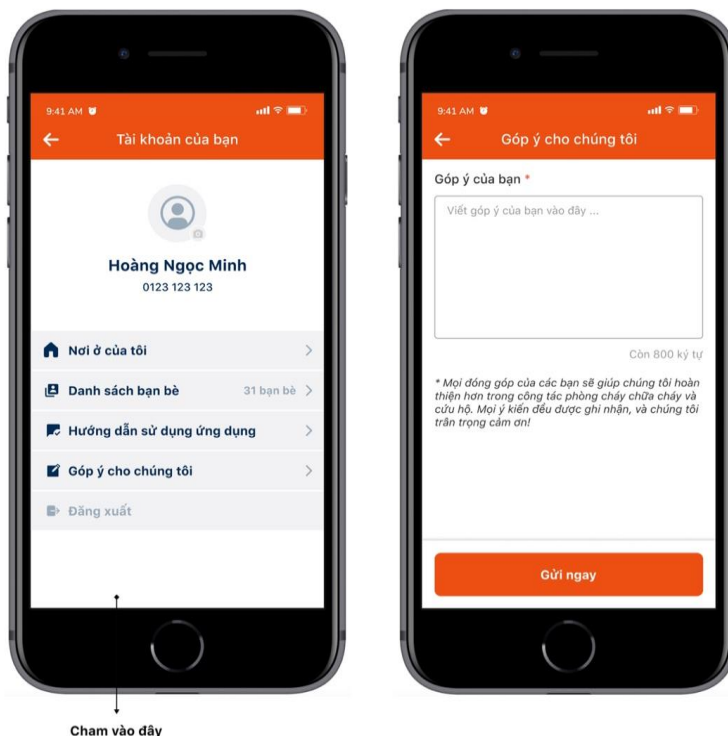 9:41 AM
Tài khoản của bạn
Hoàng Ngọc Minh
0123 123 123
Nơi ở của tôi
Danh sách bạn bè 31 bạn bè
Hướng dẫn sử dụng ứng dụng
Góp ý cho chúng tôi
Đăng xuất
Chạm vào đây
9:41 AM
Góp ý cho chúng tôi
Góp ý của bạn *
Viết góp ý của bạn vào đây ...
Còn 800 ký tự
* Mọi đóng góp của các bạn sẽ giúp chúng tôi hoàn
thiện hơn trong công tác phòng cháy chữa cháy và
cứu hộ. Mọi ý kiến đều được ghi nhận, và chúng tôi
trân trọng cảm ơn!
Gửi ngay